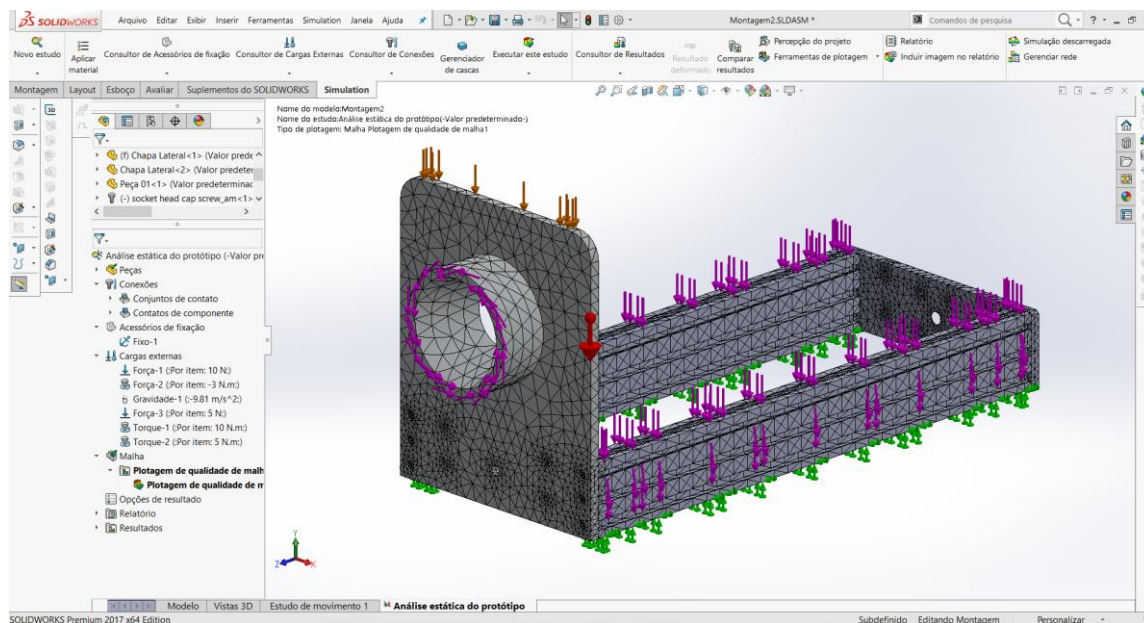 SOLIDWORKS Arquivo Editar Exibir Inserir Ferramentas Simulation Janela Ajuda Montagem2.SLDASM * Comandos de pesquisa
Novo estudo
Aplicar material
Consultor de Acessórios de fixação
Consultor de Cargas Externas
Consultor de Conexões
Gerenciador de cascas
Executar este estudo
Consultor de Resultados
Resultado deformado
Comparar resultados
Percepção do projeto
Ferramentas de plotagem
Relatório
Induir imagem no relatório
Simulação descarregada
Gerenciar rede
Montagem Layout Esboço Avaliar Suplementos do SOLIDWORKS Simulation
Nome do modelo:Montagem2
Nome do estudo:Análise estática do protótipo(-Valor predeterminado-)
Tipo de plotagem: Malha Plotagem de qualidade de malha1
(f) Chapa Lateral<1> (Valor prede
Chapa Lateral<2> (Valor predeter
Peça 01<1> (Valor predeterminac
(-) socket head cap screw_am<1>
Análise estática do protótipo (-Valor pre
Peças
Conexões
Conjuntos de contato
Contatos de componente
Acessórios de fixação
Fixo-1
Cargas externas
Força-1 (:Por item: 10 N:)
Força-2 (:Por item: -3 N.m:)
Gravidade-1 (:-9.81 m/s^2:)
Força-3 (:Por item: 5 N:)
Torque-1 (:Por item: 10 N.m:)
Torque-2 (:Por item: 5 N.m:)
Malha
Plotagem de qualidade de malh
Plotagem de qualidade de m
Opções de resultado
Relatório
Resultados
Y
Z X
Modelo Vistas 3D Estudo de movimento 1 Análise estática do protótipo
SOLIDWORKS Premium 2017 x64 Edition Subdefinido Editando Montagem Personalizar